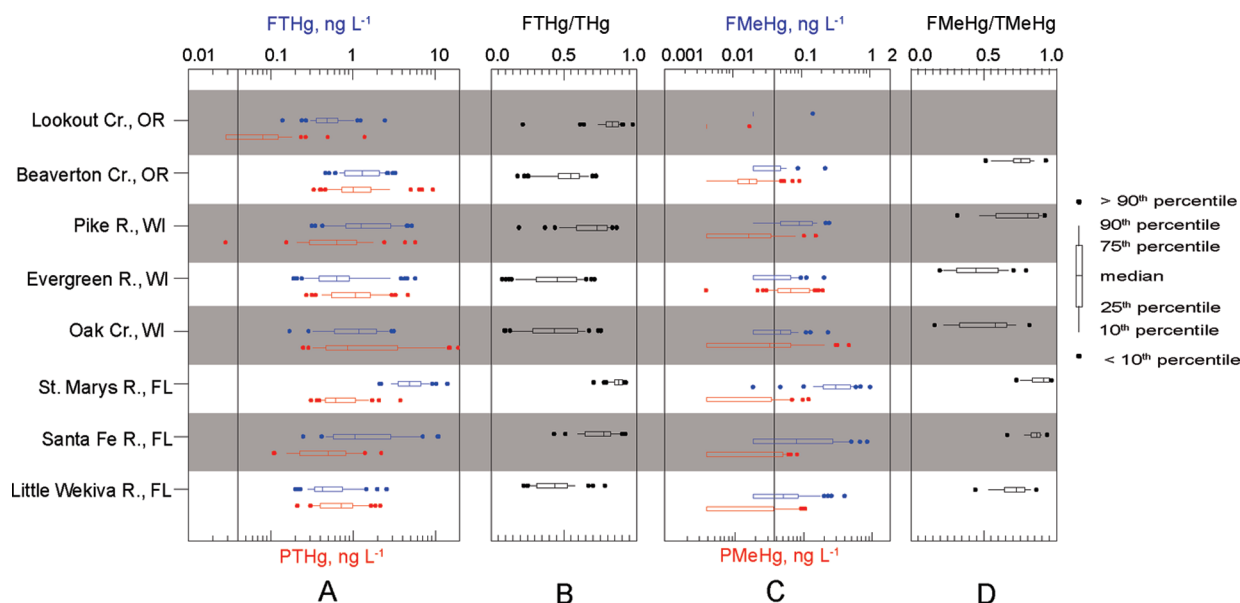 FTHg, ng L⁻¹
FTHg/THg
FMeHg, ng L⁻¹
FMeHg/TMeHg
0.01 0.1 1 10
0.0 0.5 1.0
0.001 0.01 0.1 1 2
0.0 0.5 1.0
Lookout Cr., OR
Beaverton Cr., OR
Pike R., WI
Evergreen R., WI
Oak Cr., WI
St. Marys R., FL
Santa Fe R., FL
Little Wekiva R., FL
> 90th percentile
90th percentile
75th percentile
median
25th percentile
10th percentile
< 10th percentile
PTHg, ng L⁻¹
PMeHg, ng L⁻¹
A B C D